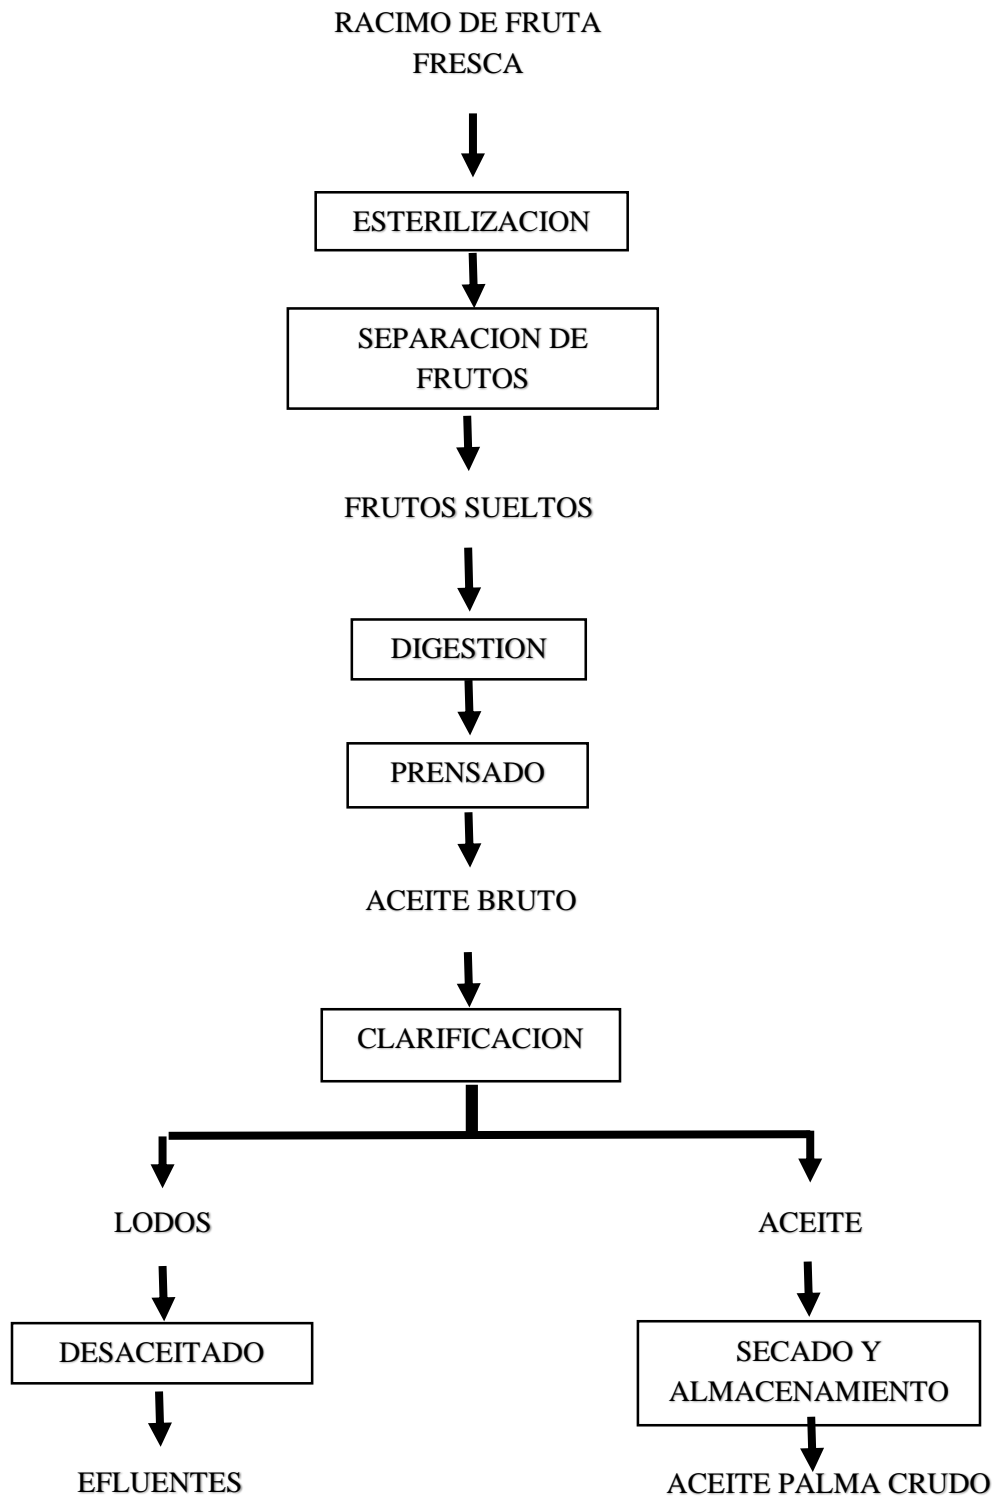 RACIMO DE FRUTA
FRESCA
ESTERILIZACION
SEPARACION DE
FRUTOS
FRUTOS SUELTOS
DIGESTION
PRENSADO
ACEITE BRUTO
CLARIFICACION
LODOS
ACEITE
DESACEITADO
SECADO Y
ALMACENAMIENTO
EFLUENTES
ACEITE PALMA CRUDO